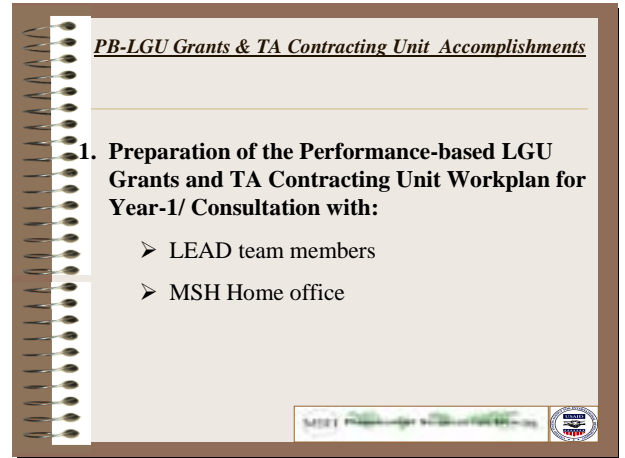 PB-LGU Grants & TA Contracting Unit Accomplishments
1. Preparation of the Performance-based LGU
Grants and TA Contracting Unit Workplan for
Year-1/ Consultation with:
➢ LEAD team members
➢ MSH Home office
USAID